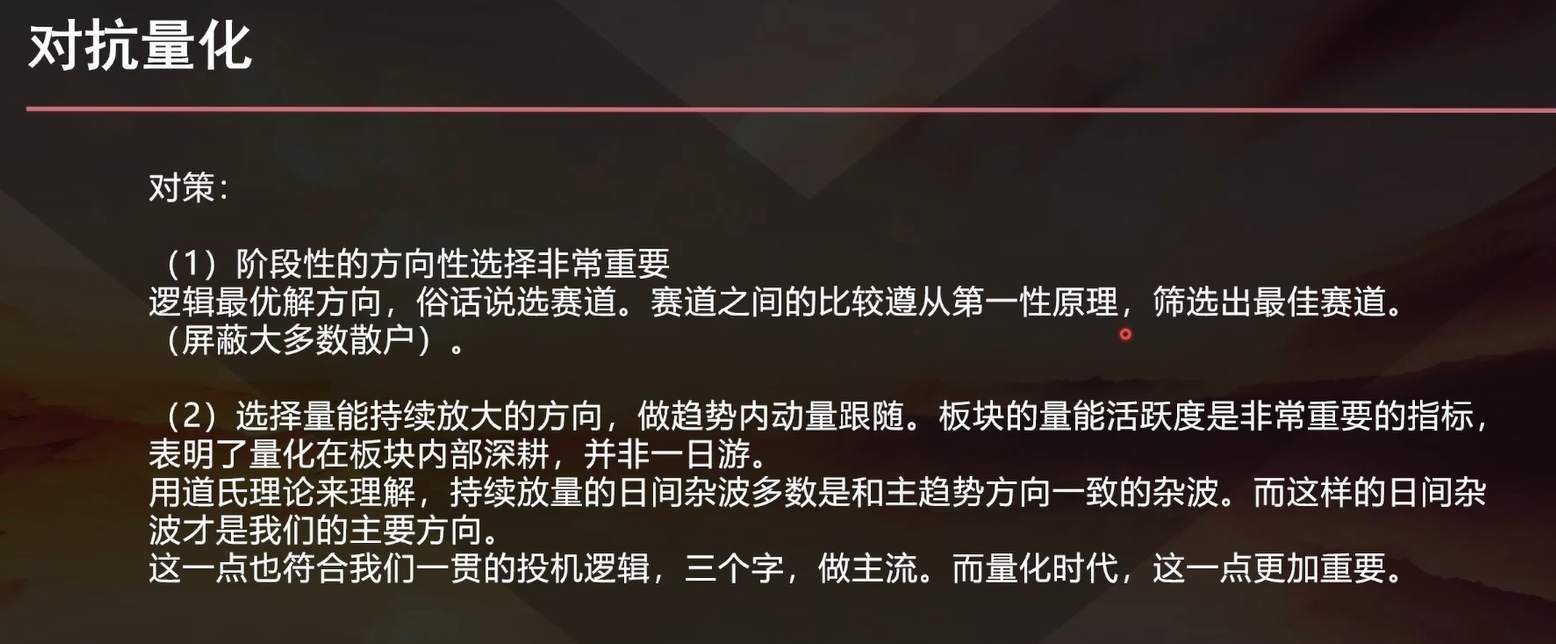 对抗量化
对策：
（1）阶段性的方向性选择非常重要
逻辑最优解方向，俗话说选赛道。赛道之间的比较遵从第一性原理，筛选出最佳赛道。
（屏蔽大多数散户）。
（2）选择量能持续放大的方向，做趋势内动量跟随。板块的量能活跃度是非常重要的指标，
表明了量化在板块内部深耕，并非一日游。
用道氏理论来理解，持续放量的日间杂波多数是和主趋势方向一致的杂波。而这样的日间杂
波才是我们的主要方向。
这一点也符合我们一贯的投机逻辑，三个字，做主流。而量化时代，这一点更加重要。